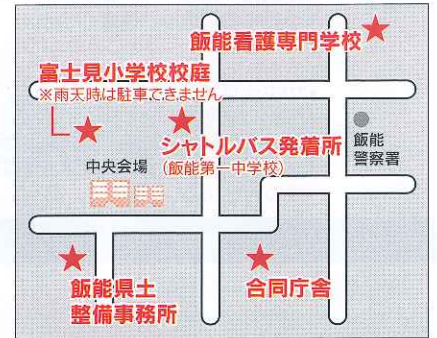 飯能看護専門学校
富士見小学校校庭
※雨天時は駐車できません
シャトルバス発着所
(飯能第一中学校)
飯能
警察署
中央会場
飯能県土
整備事務所
合同庁舎